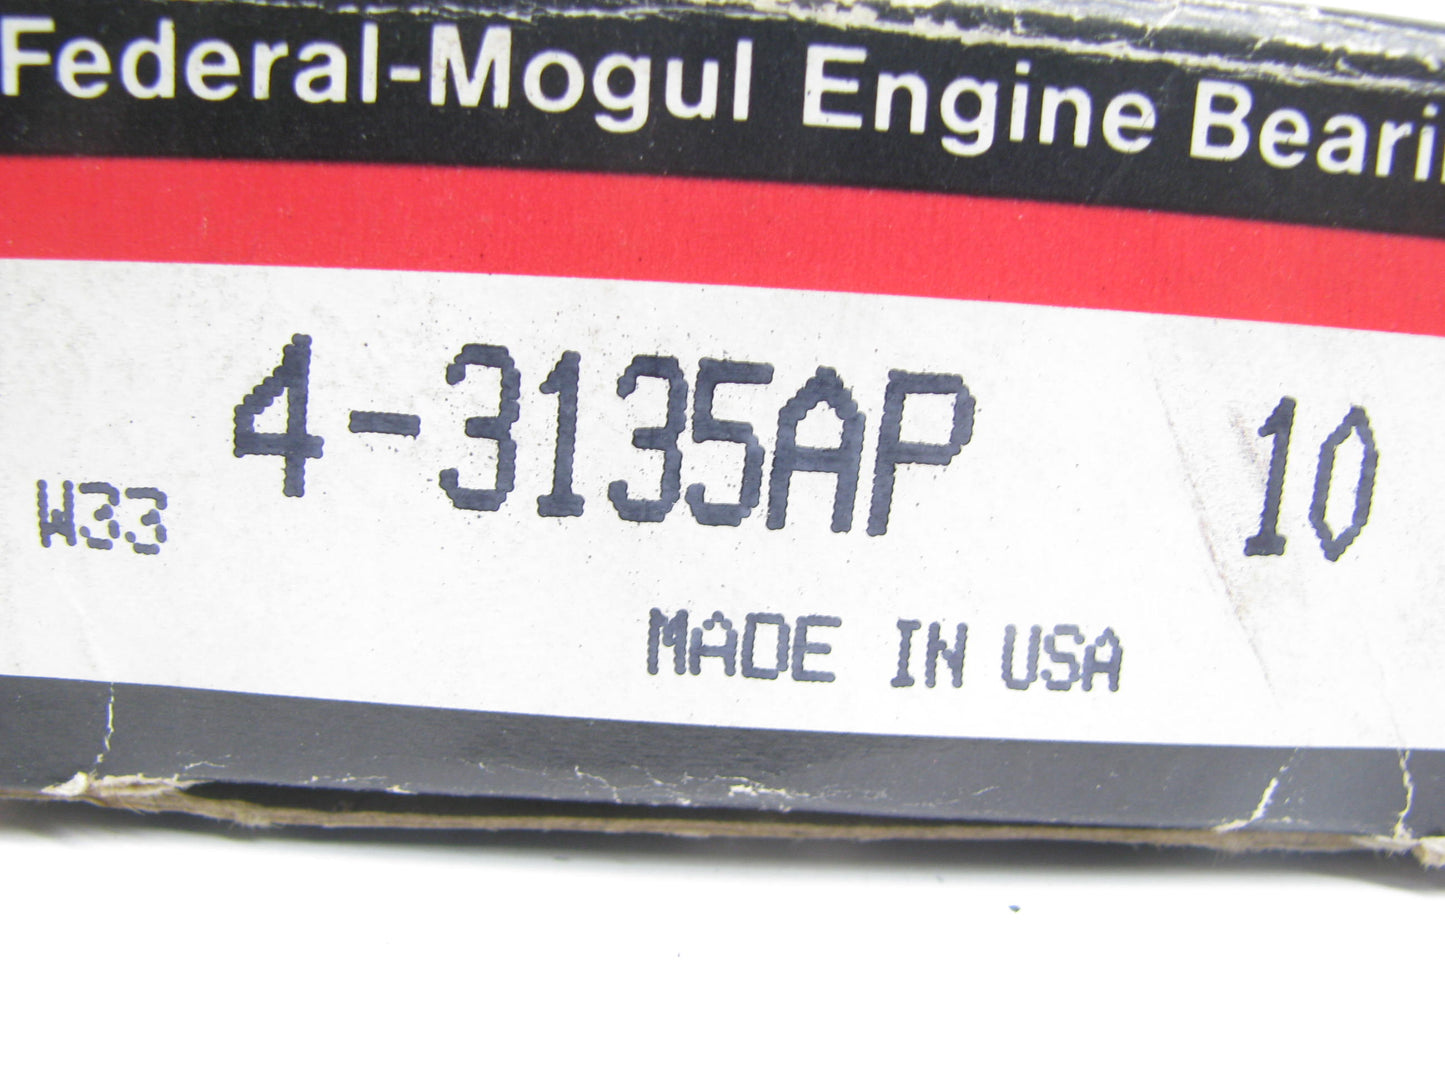 Federal-Mogul Engine Beari
4-3135AP 10
W33
MADE IN USA